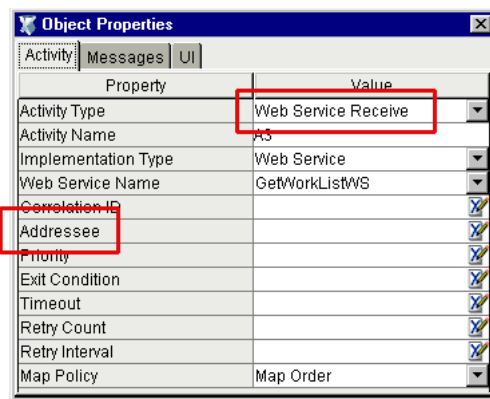 Object Properties
Activity Messages UI
Property Value
Activity Type Web Service Receive
Activity Name A3
Implementation Type Web Service
Web Service Name GetWorkListWS
Correlation ID
Addressee
Priority
Exit Condition
Timeout
Retry Count
Retry Interval
Map Policy Map Order